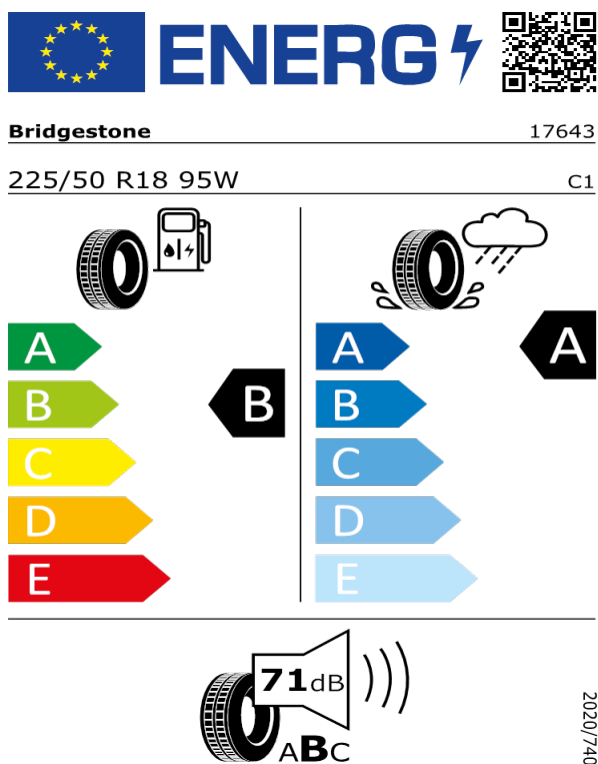 ENERG
Bridgestone 17643
225/50 R18 95W C1
A A A
B B B
C C
D D
E E
71dB
ABC
2020/740